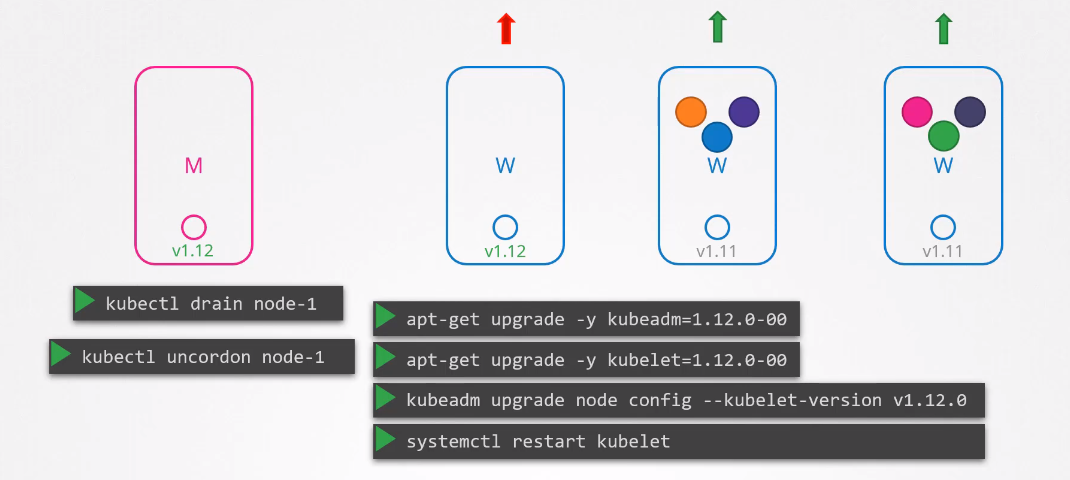 M
W
W
W
v1.12
v1.12
v1.11
v1.11
kubectl drain node-1
kubectl uncordon node-1
apt-get upgrade -y kubeadm=1.12.0-00
apt-get upgrade -y kubelet=1.12.0-00
kubeadm upgrade node config --kubelet-version v1.12.0
systemctl restart kubelet